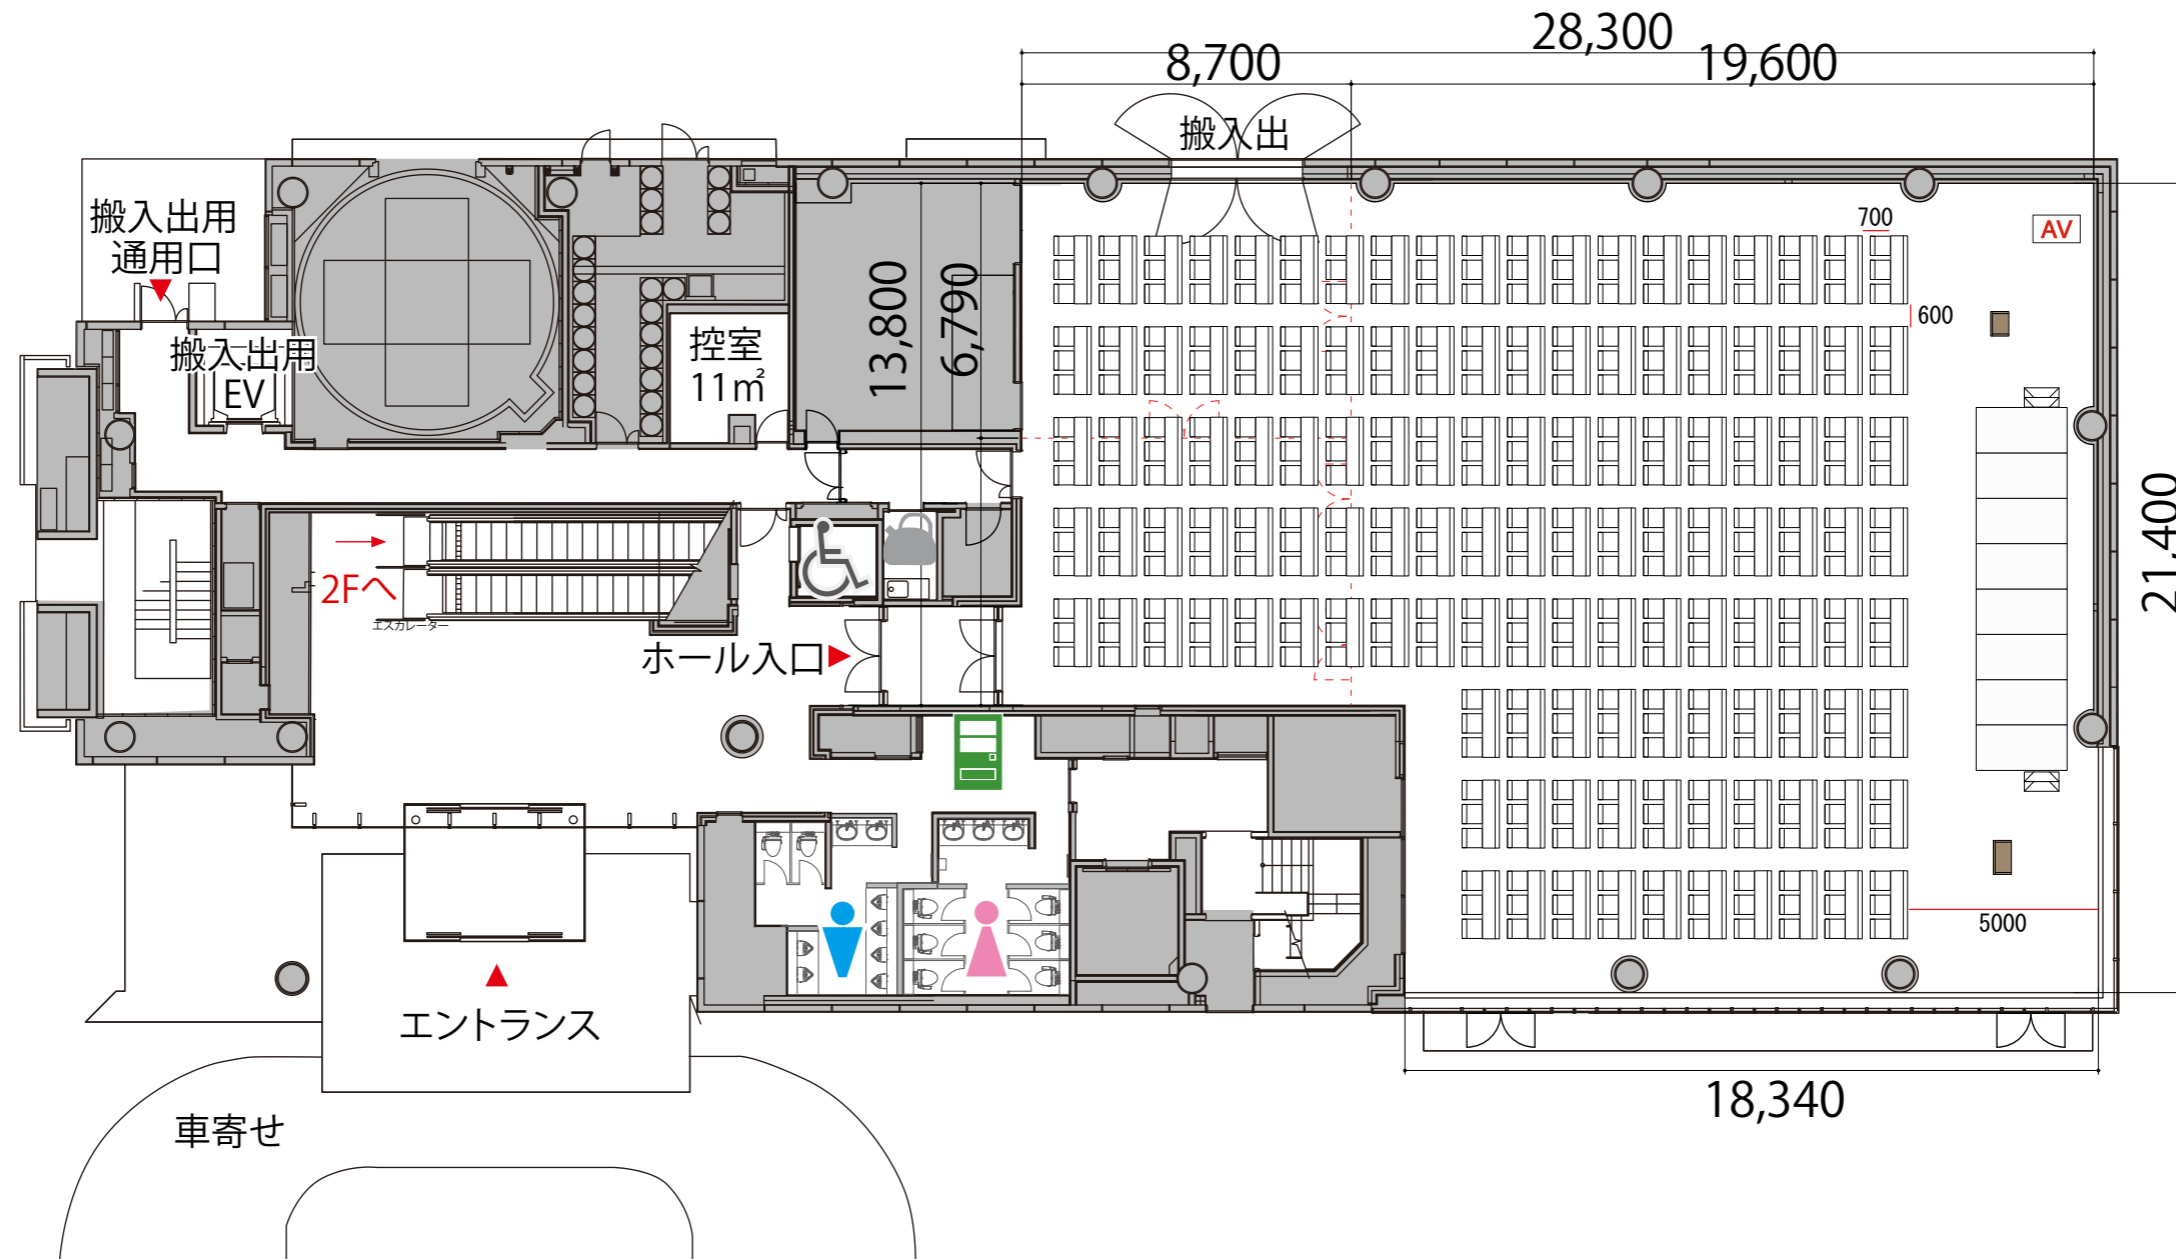 28,300
8,700
19,600
搬入出
搬入出用
通用口
700
AV
搬入出用
EV
控室
11㎡
13,800
6,790
600
2Fへ
エスカレーター
ホール入口
21,400
5000
エントランス
18,340
車寄せ